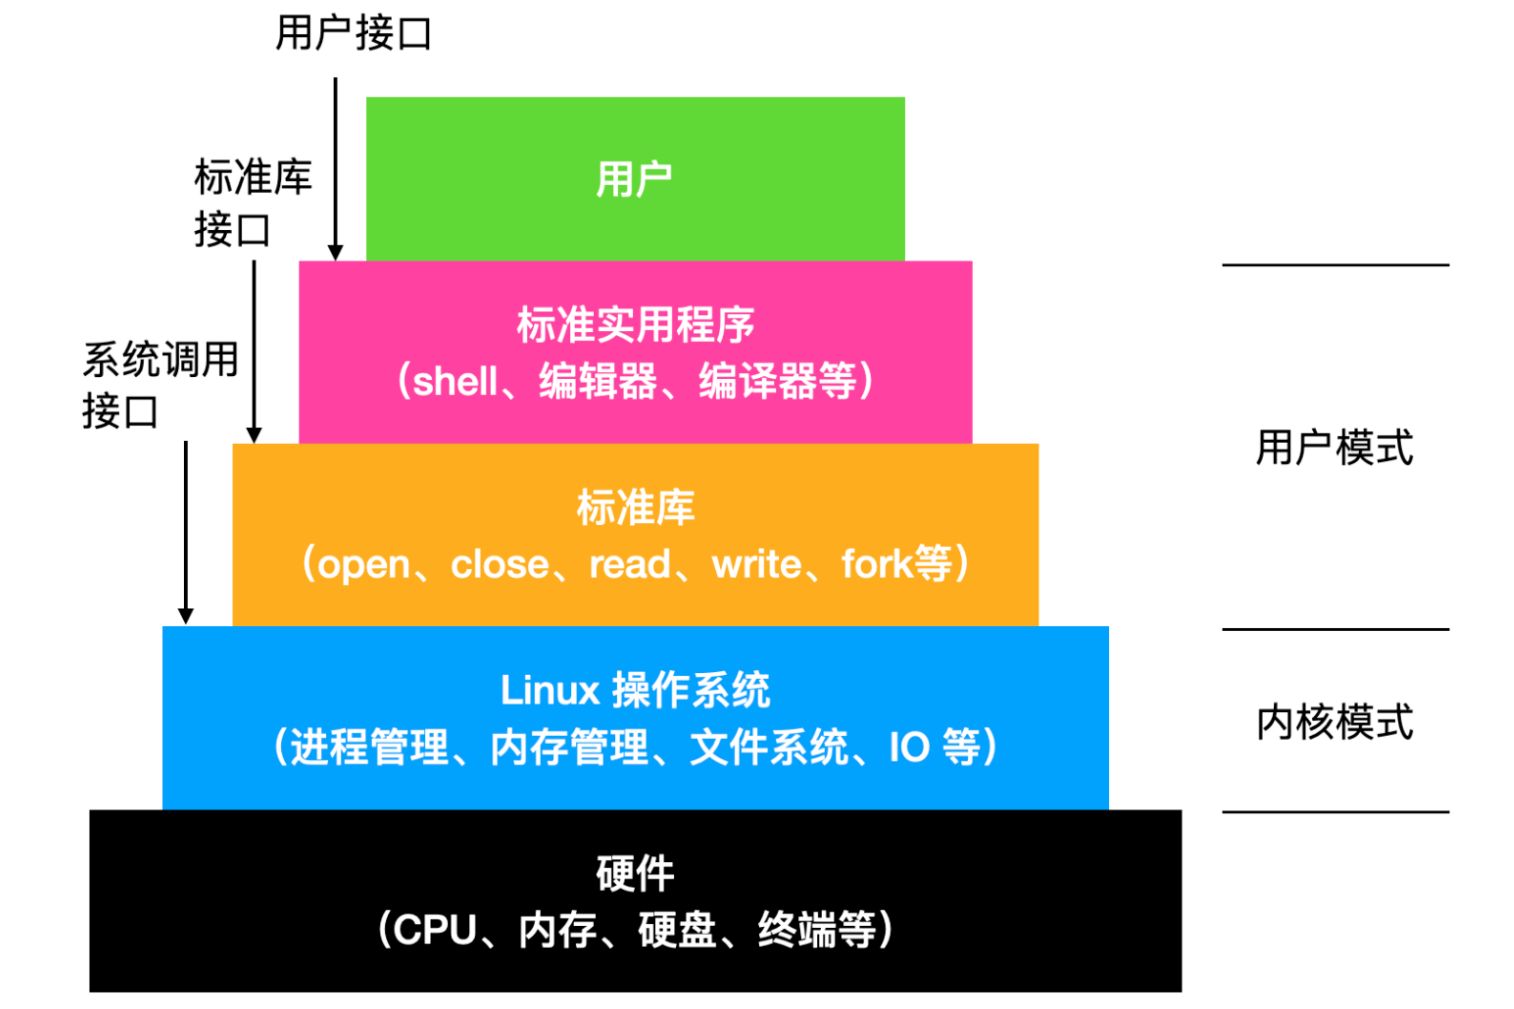 用户接口
用户
标准库
接口
标准实用程序
（shell、编辑器、编译器等）
系统调用
接口
用户模式
标准库
（open、close、read、write、fork等）
Linux 操作系统
（进程管理、内存管理、文件系统、IO 等）
内核模式
硬件
（CPU、内存、硬盘、终端等）